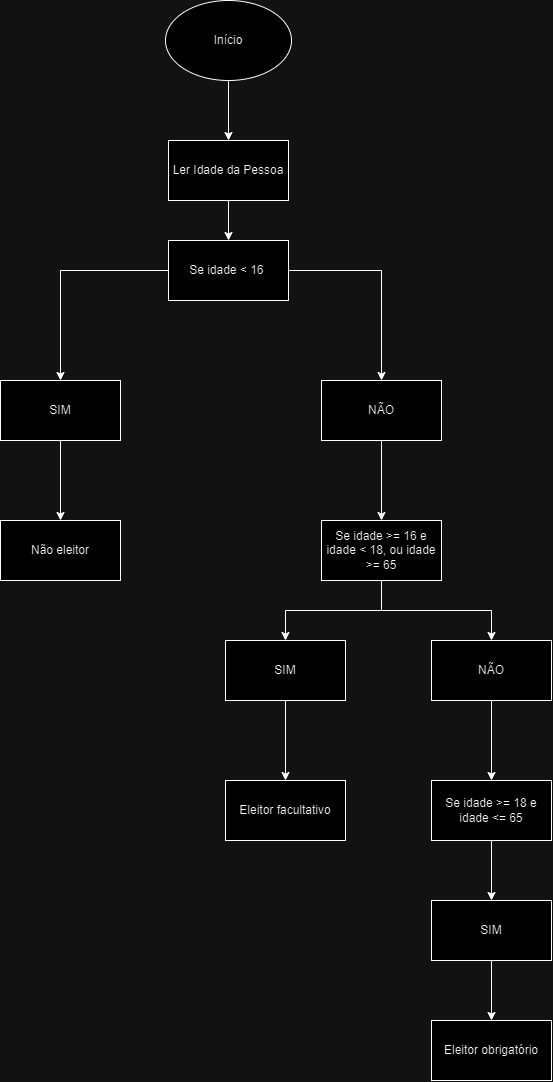 Início
Ler Idade da Pessoa
Se idade < 16
SIM
NÃO
Não eleitor
Se idade >= 16 e
idade < 18, ou idade
>= 65
SIM
NÃO
Eleitor facultativo
Se idade >= 18 e
idade <= 65
SIM
Eleitor obrigatório